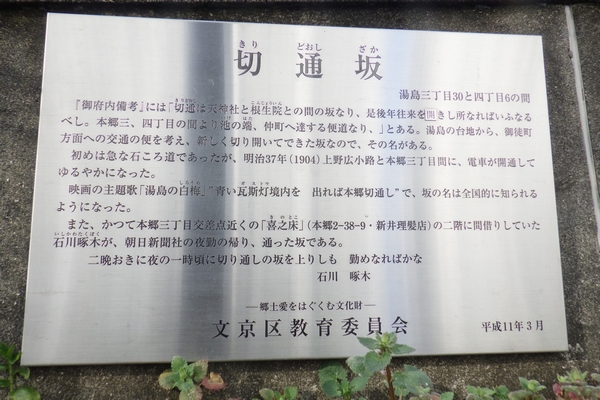 切通坂
きり どおし ざか
湯島三丁目30と四丁目6の間
『御府内備考』には「切通は天神社と根生院との間の坂なり、是後年往来を開きし所なればいふなる
べし。本郷三、四丁目の間より池の端、仲町へ達する便道なり、」とある。湯島の台地から、御徒町
方面への交通の便を考え、新しく切り開いてできた坂なので、その名がある。
初めは急な石ころ道であったが、明治37年(1904)上野広小路と本郷三丁目間に、電車が開通して
ゆるやかになった。
映画の主題歌「湯島の白梅」“青い瓦斯灯境内を 出れば本郷切通し”で、坂の名は全国的に知られる
ようになった。
また、かつて本郷三丁目交差点近くの「喜之床」(本郷2-38-9・新井理髪店)の二階に間借りしていた
石川啄木が、朝日新聞社の夜勤の帰り、通った坂である。
二晩おきに夜の一時頃に切り通しの坂を上りしも 勤めなればかな
石川 啄木
―郷土愛をはぐくむ文化財―
文京区教育委員会
平成11年3月